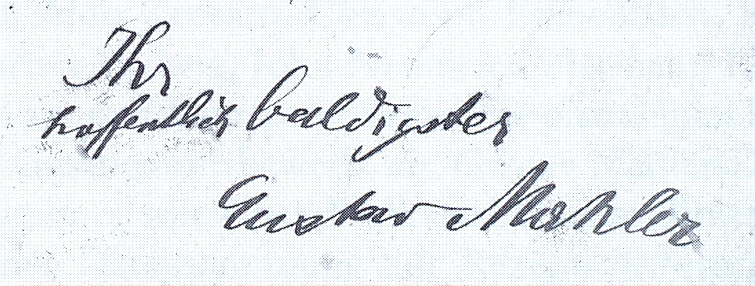 Ihr
hoffentlich baldigster
Gustav Mahler